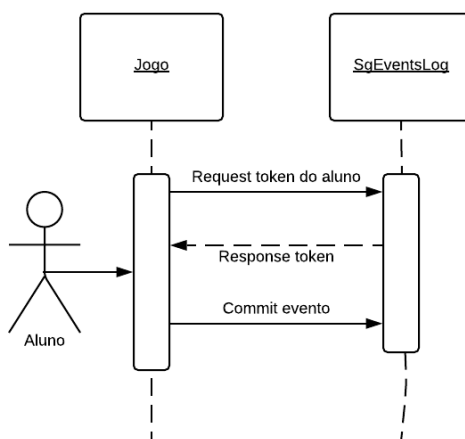 Jogo
SgEventsLog
Request token do aluno
Response token
Commit evento
Aluno